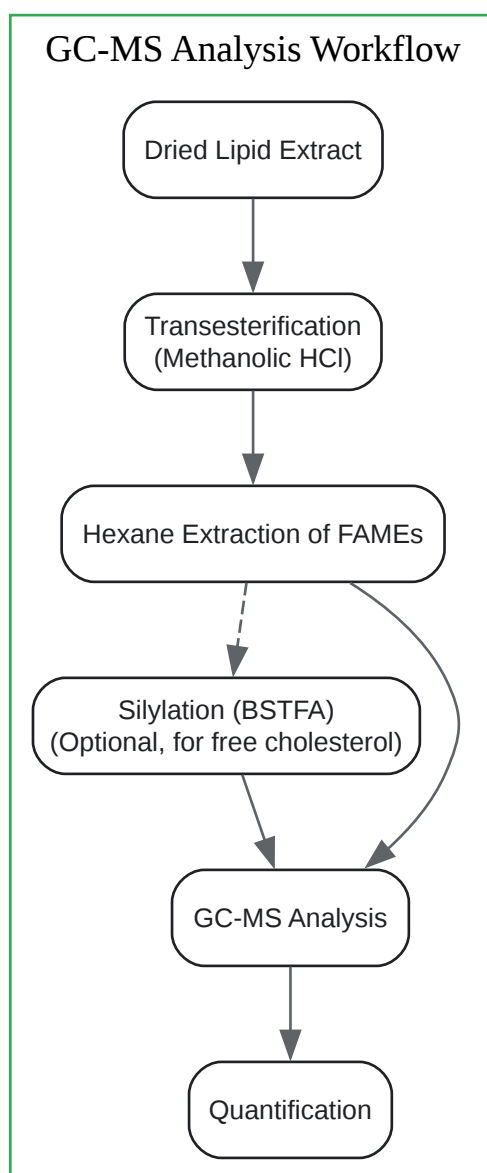 GC-MS Analysis Workflow
Dried Lipid Extract
Transesterification
(Methanolic HCl)
Hexane Extraction of FAMEs
Silylation (BSTFA)
(Optional, for free cholesterol)
GC-MS Analysis
Quantification